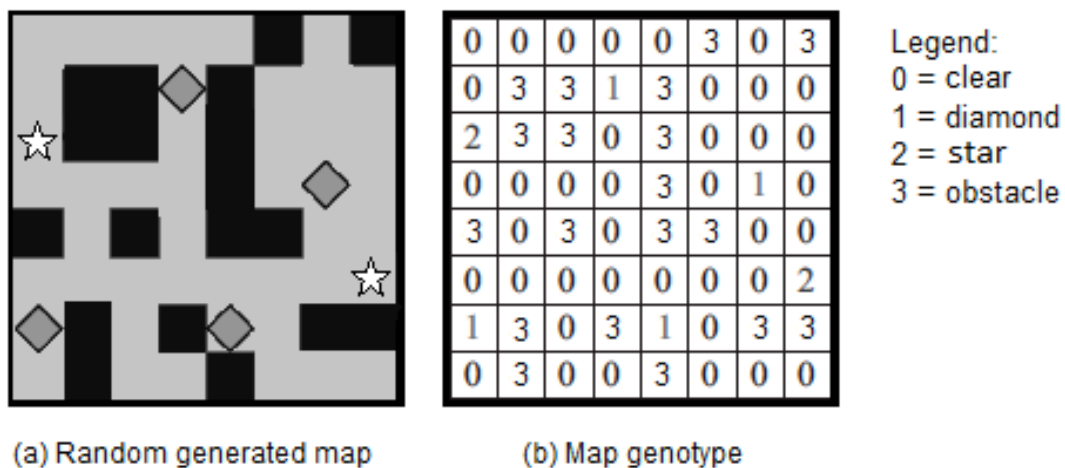 0 0 0 0 0 3 0 3
0 3 3 1 3 0 0 0
2 3 3 0 3 0 0 0
0 0 0 0 3 0 1 0
3 0 3 0 3 3 0 0
0 0 0 0 0 0 0 2
1 3 0 3 1 0 3 3
0 3 0 0 3 0 0 0
Legend:
0 = clear
1 = diamond
2 = star
3 = obstacle
(a) Random generated map
(b) Map genotype